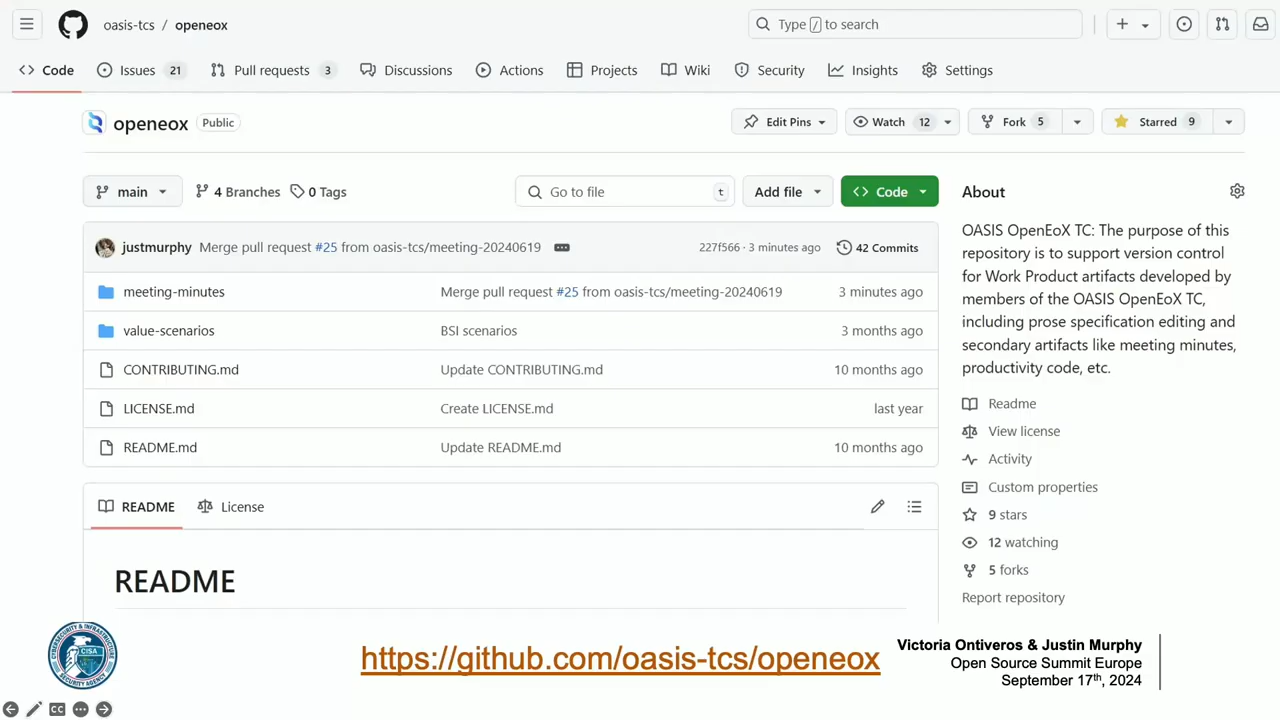 oasis-tcs / openeox
Type / to search
Code
Issues 21
Pull requests 3
Discussions
Actions
Projects
Wiki
Security
Insights
Settings
openeox Public
Edit Pins
Watch 12
Fork 5
Starred 9
main
4 Branches
0 Tags
Go to file t
Add file
Code
justmurphy Merge pull request #25 from oasis-tcs/meeting-20240619
227f566 · 3 minutes ago
42 Commits
meeting-minutes Merge pull request #25 from oasis-tcs/meeting-20240619 3 minutes ago
value-scenarios BSI scenarios 3 months ago
CONTRIBUTING.md Update CONTRIBUTING.md 10 months ago
LICENSE.md Create LICENSE.md last year
README.md Update README.md 10 months ago
README
License
README
About
OASIS OpenEoX TC: The purpose of this
repository is to support version control
for Work Product artifacts developed by
members of the OASIS OpenEoX TC,
including prose specification editing and
secondary artifacts like meeting minutes,
productivity code, etc.
Readme
View license
Activity
Custom properties
9 stars
12 watching
5 forks
Report repository
CYBERSECURITY & INFRASTRUCTURE
CISA
SECURITY AGENCY
https://github.com/oasis-tcs/openeox
Victoria Ontiveros & Justin Murphy
Open Source Summit Europe
September 17th, 2024
CC